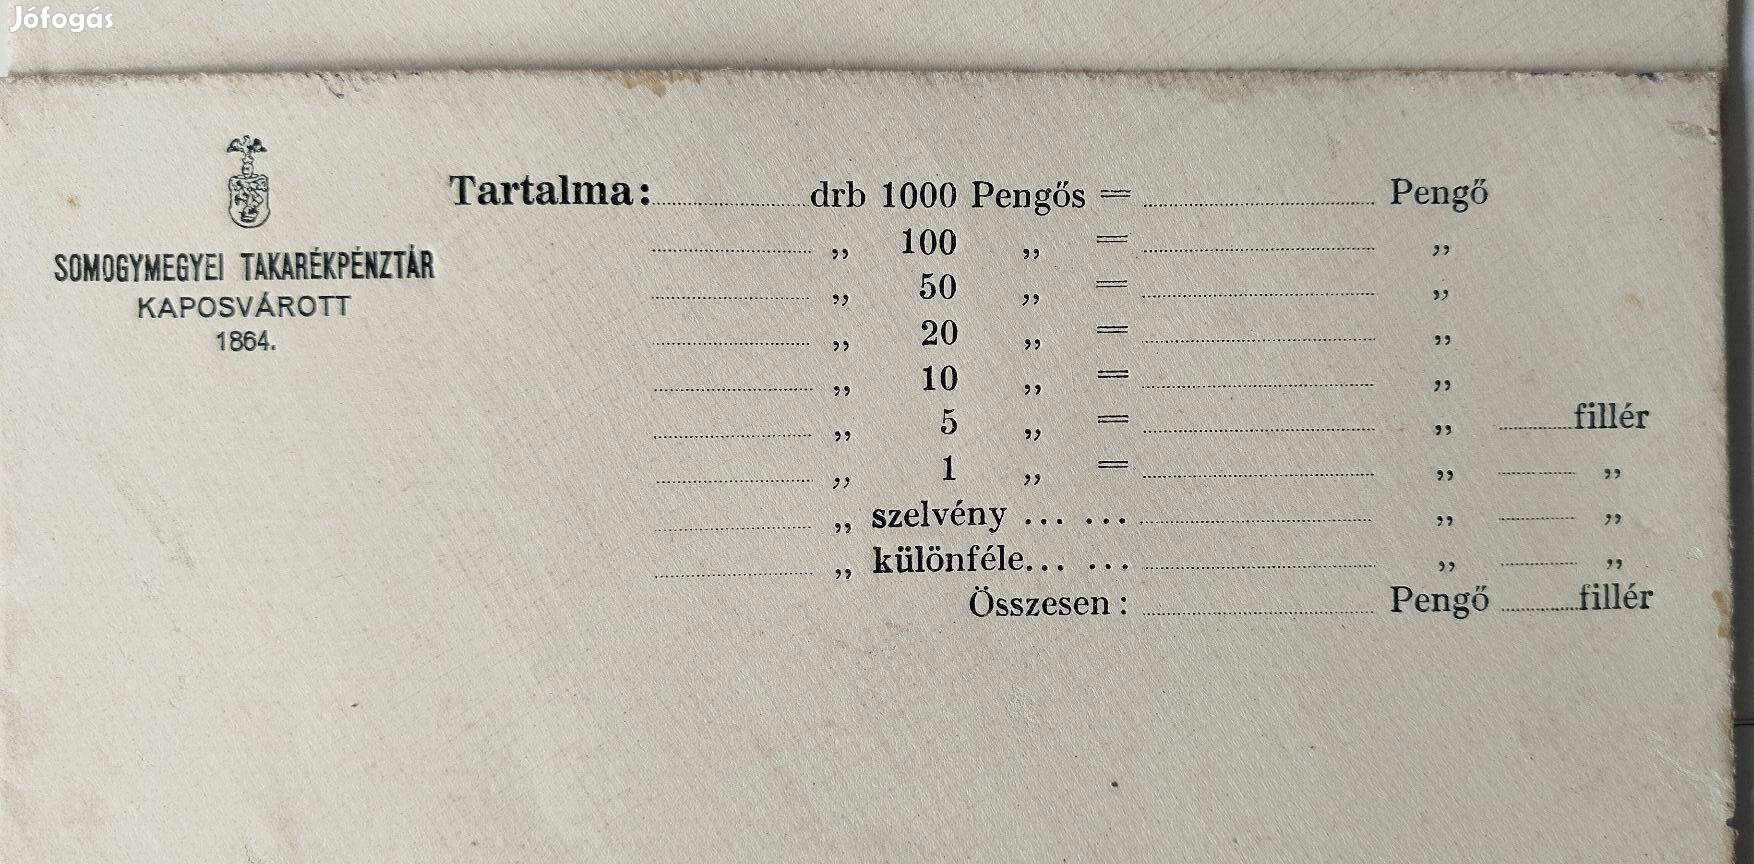 Jófogás
SOMOGYMEGYEI TAKARÉKPÉNZTÁR
KAPOSVÁROTT
1864.
Tartalma: drb 1000 Pengős = Pengő
„ 100 „ = „
„ 50 „ = „
„ 20 „ = „
„ 10 „ = „
„ 5 „ = „ fillér
„ 1 „ = „ „
„ szelvény ... ... „ „
„ különféle... ... „ „
Összesen: Pengő fillér